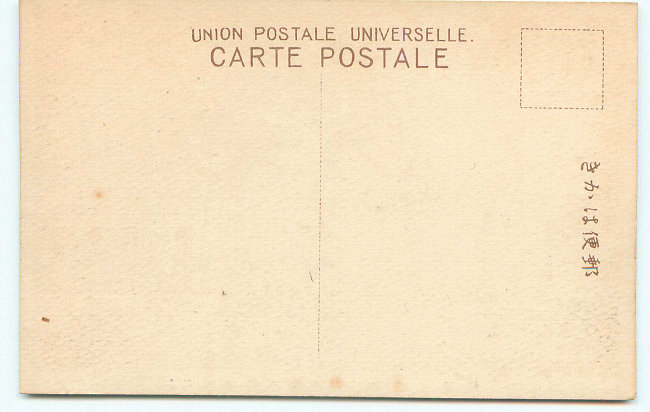 UNION POSTALE UNIVERSELLE.
CARTE POSTALE
郵便はかき